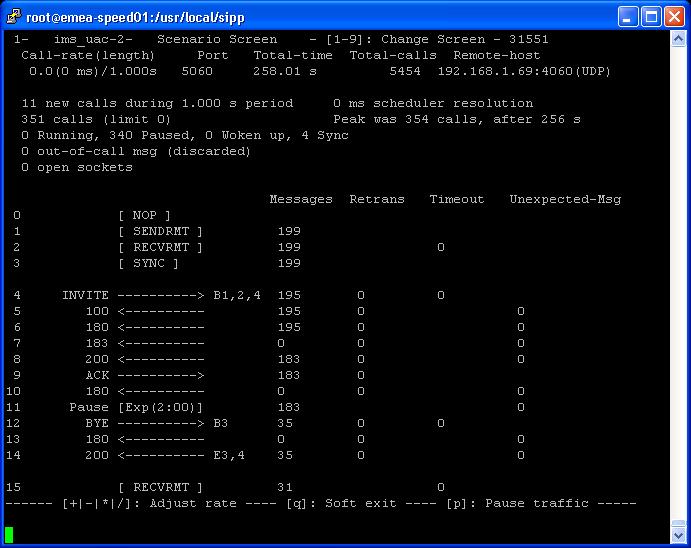 root@emea-speed01:/usr/local/sipp
1- ims_uac-2- Scenario Screen - [1-9]: Change Screen - 31551
Call-rate(length) Port Total-time Total-calls Remote-host
0.0(0 ms)/1.000s 5060 258.01 s 5454 192.168.1.69:4060(UDP)
11 new calls during 1.000 s period 0 ms scheduler resolution
351 calls (limit 0) Peak was 354 calls, after 256 s
0 Running, 340 Paused, 0 Woken up, 4 Sync
0 out-of-call msg (discarded)
0 open sockets
Messages Retrans Timeout Unexpected-Msg
0 [ NOP ]
1 [ SENDRMT ] 199
2 [ RECVRMT ] 199 0
3 [ SYNC ] 199
4 INVITE ----------> B1,2,4 195 0 0
5 100 <---------- 195 0 0
6 180 <---------- 195 0 0
7 183 <---------- 0 0 0
8 200 <---------- 183 0 0
9 ACK ----------> 183 0
10 180 <---------- 0 0 0
11 Pause [Exp(2:00)] 183 0
12 BYE ----------> B3 35 0 0
13 180 <---------- 0 0 0
14 200 <---------- E3,4 35 0 0
15 [ RECVRMT ] 31 0
------ [+|-|*|/]: Adjust rate ---- [q]: Soft exit ---- [p]: Pause traffic -----